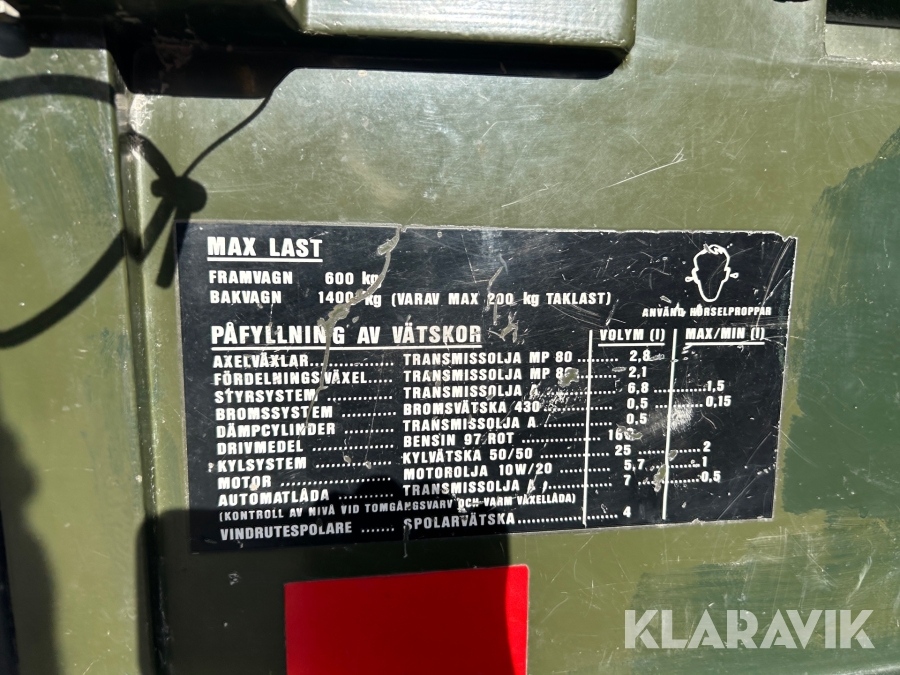 MAX LAST
FRAMVAGN 600 kg
BAKVAGN 1400 kg (VARAV MAX 200 kg TAKLAST)
ANVÄND HÖRSELPROPPAR
PÅFYLLNING AV VÄTSKOR VOLYM (l) MAX/MIN (l)
AXELVÄXLAR TRANSMISSOLJA MP 80 2,8
FÖRDELNINGSVÄXEL TRANSMISSOLJA MP 80 2,1
STYRSYSTEM TRANSMISSOLJA A 6,8 1,5
BROMSSYSTEM BROMSVÄTSKA 430 0,5 0,15
DÄMPCYLINDER TRANSMISSOLJA A 0,5
DRIVMEDEL BENSIN 97 ROT
KYLSYSTEM KYLVÄTSKA 50/50 25 2
MOTOR MOTOROLJA 10W/20 5,7 1
AUTOMATLÅDA TRANSMISSOLJA 7 0,5
(KONTROLL AV NIVÅ VID TOMGÅNGSVARV OCH VARM VÄXELLÅDA)
VINDRUTESPOLARE SPOLARVÄTSKA 4
KLARAVIK